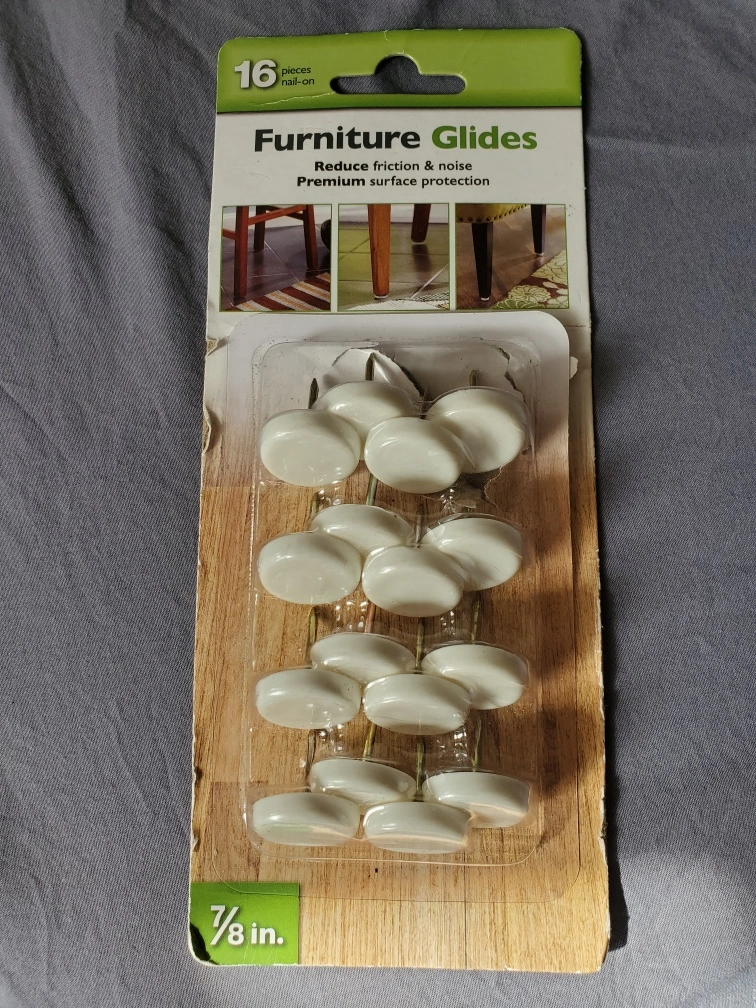 16 pieces
nail-on
Furniture Glides
Reduce friction & noise
Premium surface protection
7/8 in.